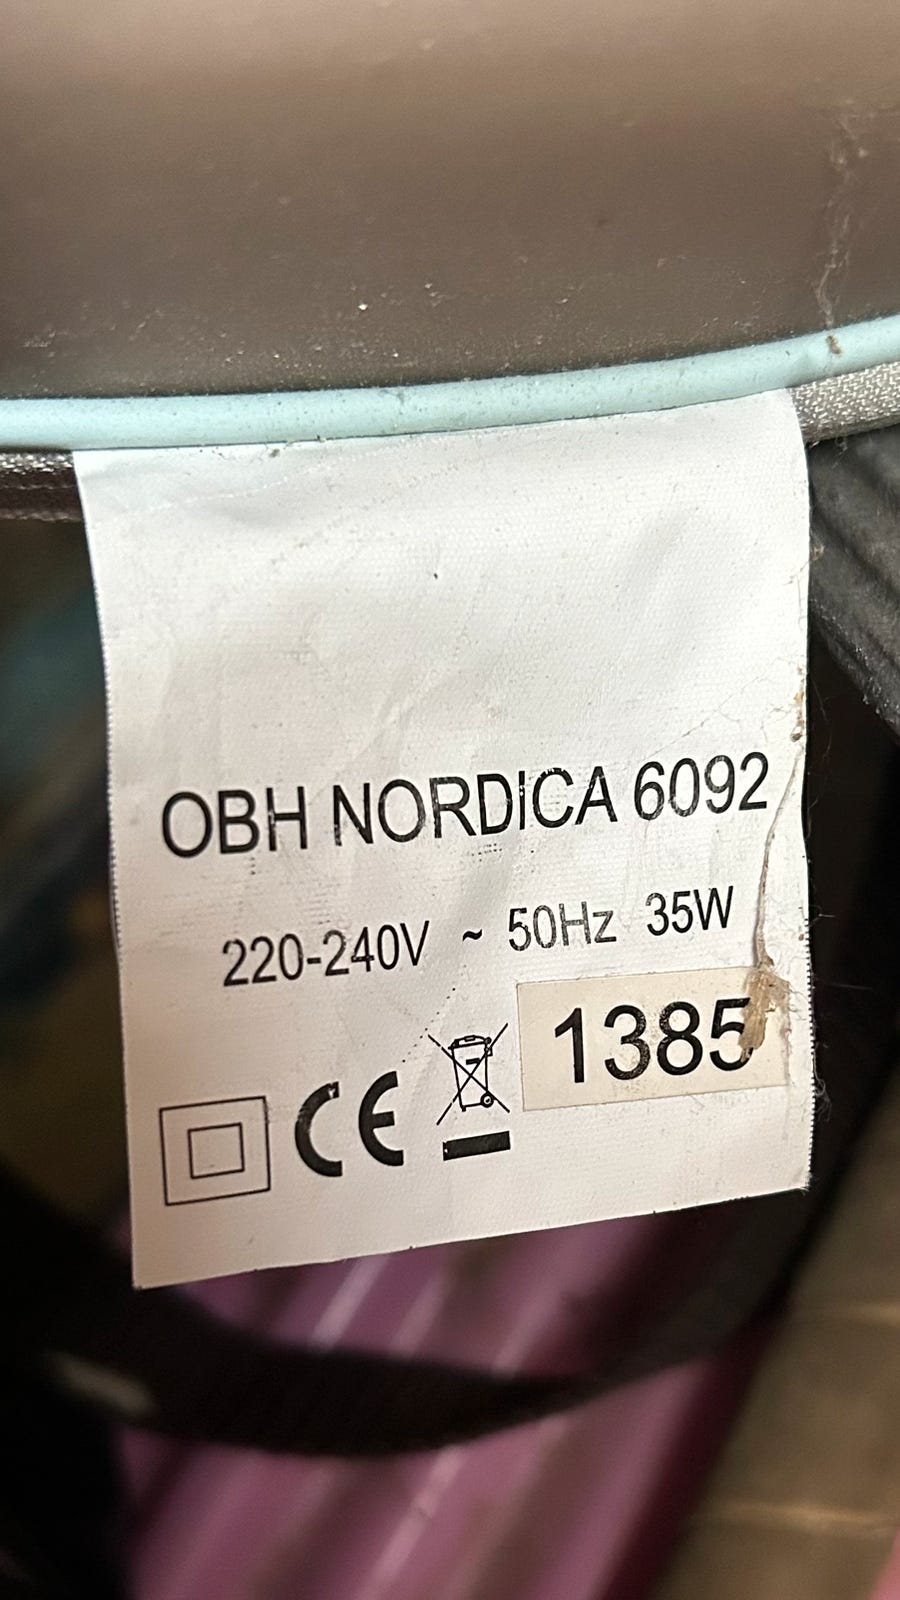 OBH NORDICA 6092
220-240V ~ 50Hz 35W
1385
CE